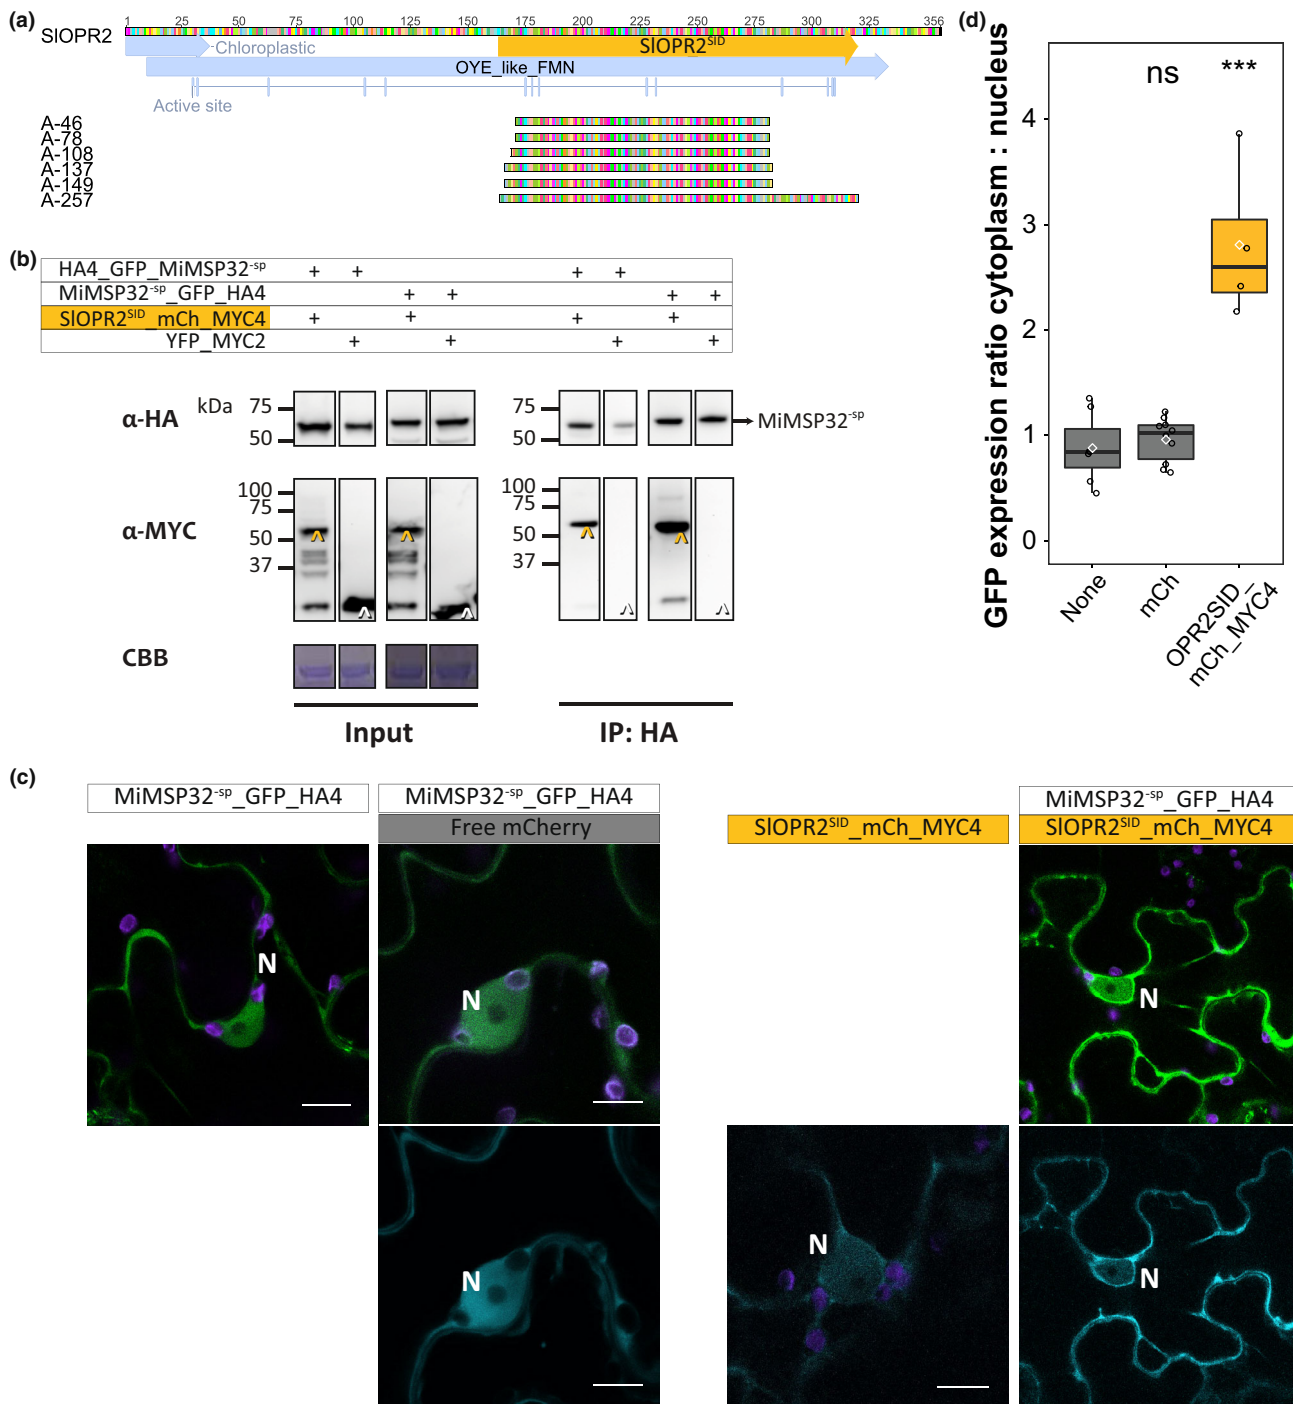 (a)
1 25 50 75 100 125 150 175 200 225 250 275 300 325 356
SlOPR2
Chloroplastic
SlOPR2SID
OYE_like_FMN
Active site
A-46
A-78
A-108
A-137
A-149
A-257
(b)
HA4_GFP_MiMSP32-sp + + + +
MiMSP32-sp_GFP_HA4 + + + +
SlOPR2SID_mCh_MYC4 + + + +
YFP_MYC2 + + + +
α-HA
kDa
75
50
75
50
MiMSP32-sp
α-MYC
100
75
50
37
100
75
50
37
CBB
Input
IP: HA
(c)
MiMSP32-sp_GFP_HA4
MiMSP32-sp_GFP_HA4
Free mCherry
SlOPR2SID_mCh_MYC4
MiMSP32-sp_GFP_HA4
SlOPR2SID_mCh_MYC4
N
N
N
N
N
N
(d)
GFP expression ratio cytoplasm : nucleus
4
3
2
1
0
ns
***
None
mCh
OPR2SID_
mCh_MYC4